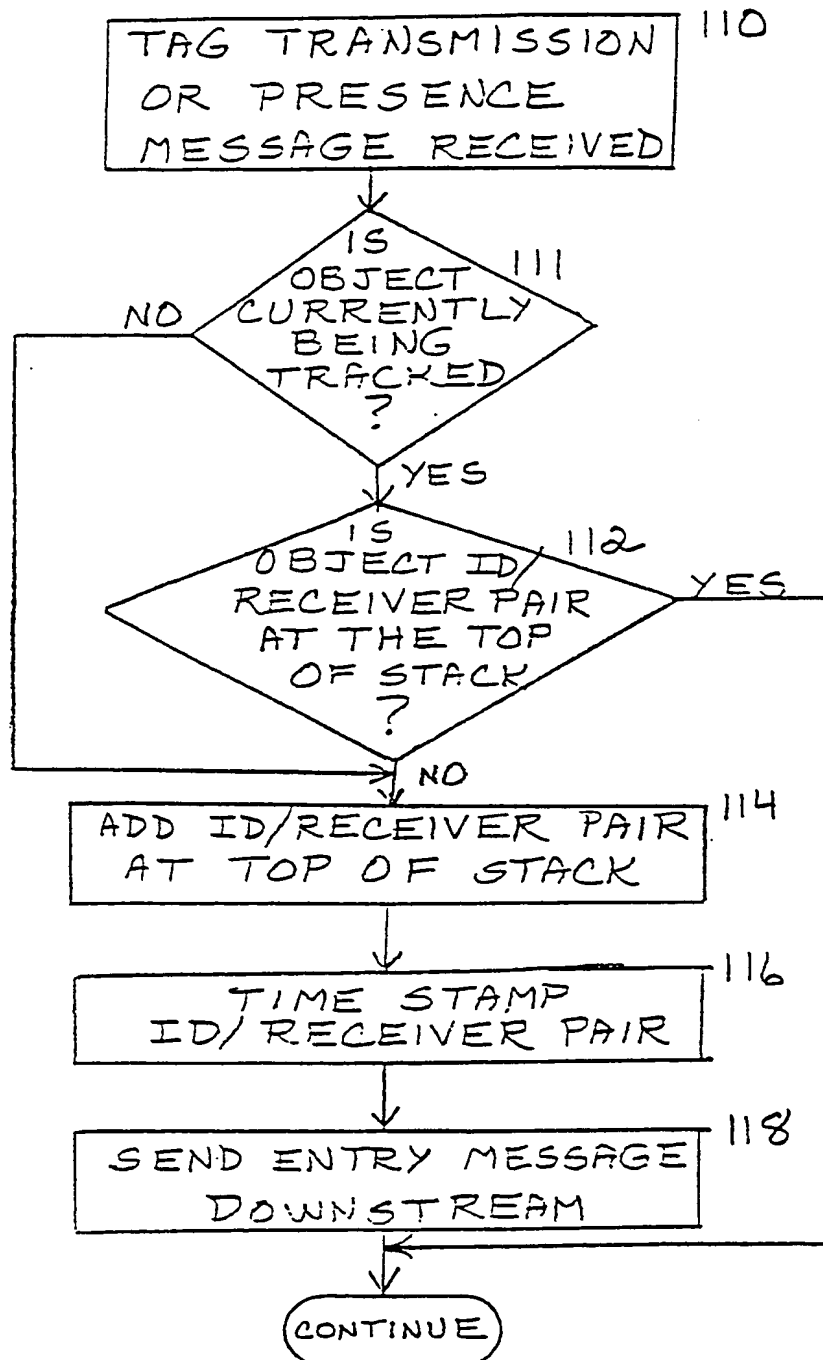 110
TAG TRANSMISSION
OR PRESENCE
MESSAGE RECEIVED
111
IS
OBJECT
CURRENTLY
BEING
TRACKED
?
NO
YES
112
IS
OBJECT ID/
RECEIVER PAIR
AT THE TOP
OF STACK
?
YES
NO
114
ADD ID/RECEIVER PAIR
AT TOP OF STACK
116
TIME STAMP
ID/RECEIVER PAIR
118
SEND ENTRY MESSAGE
DOWNSTREAM
CONTINUE